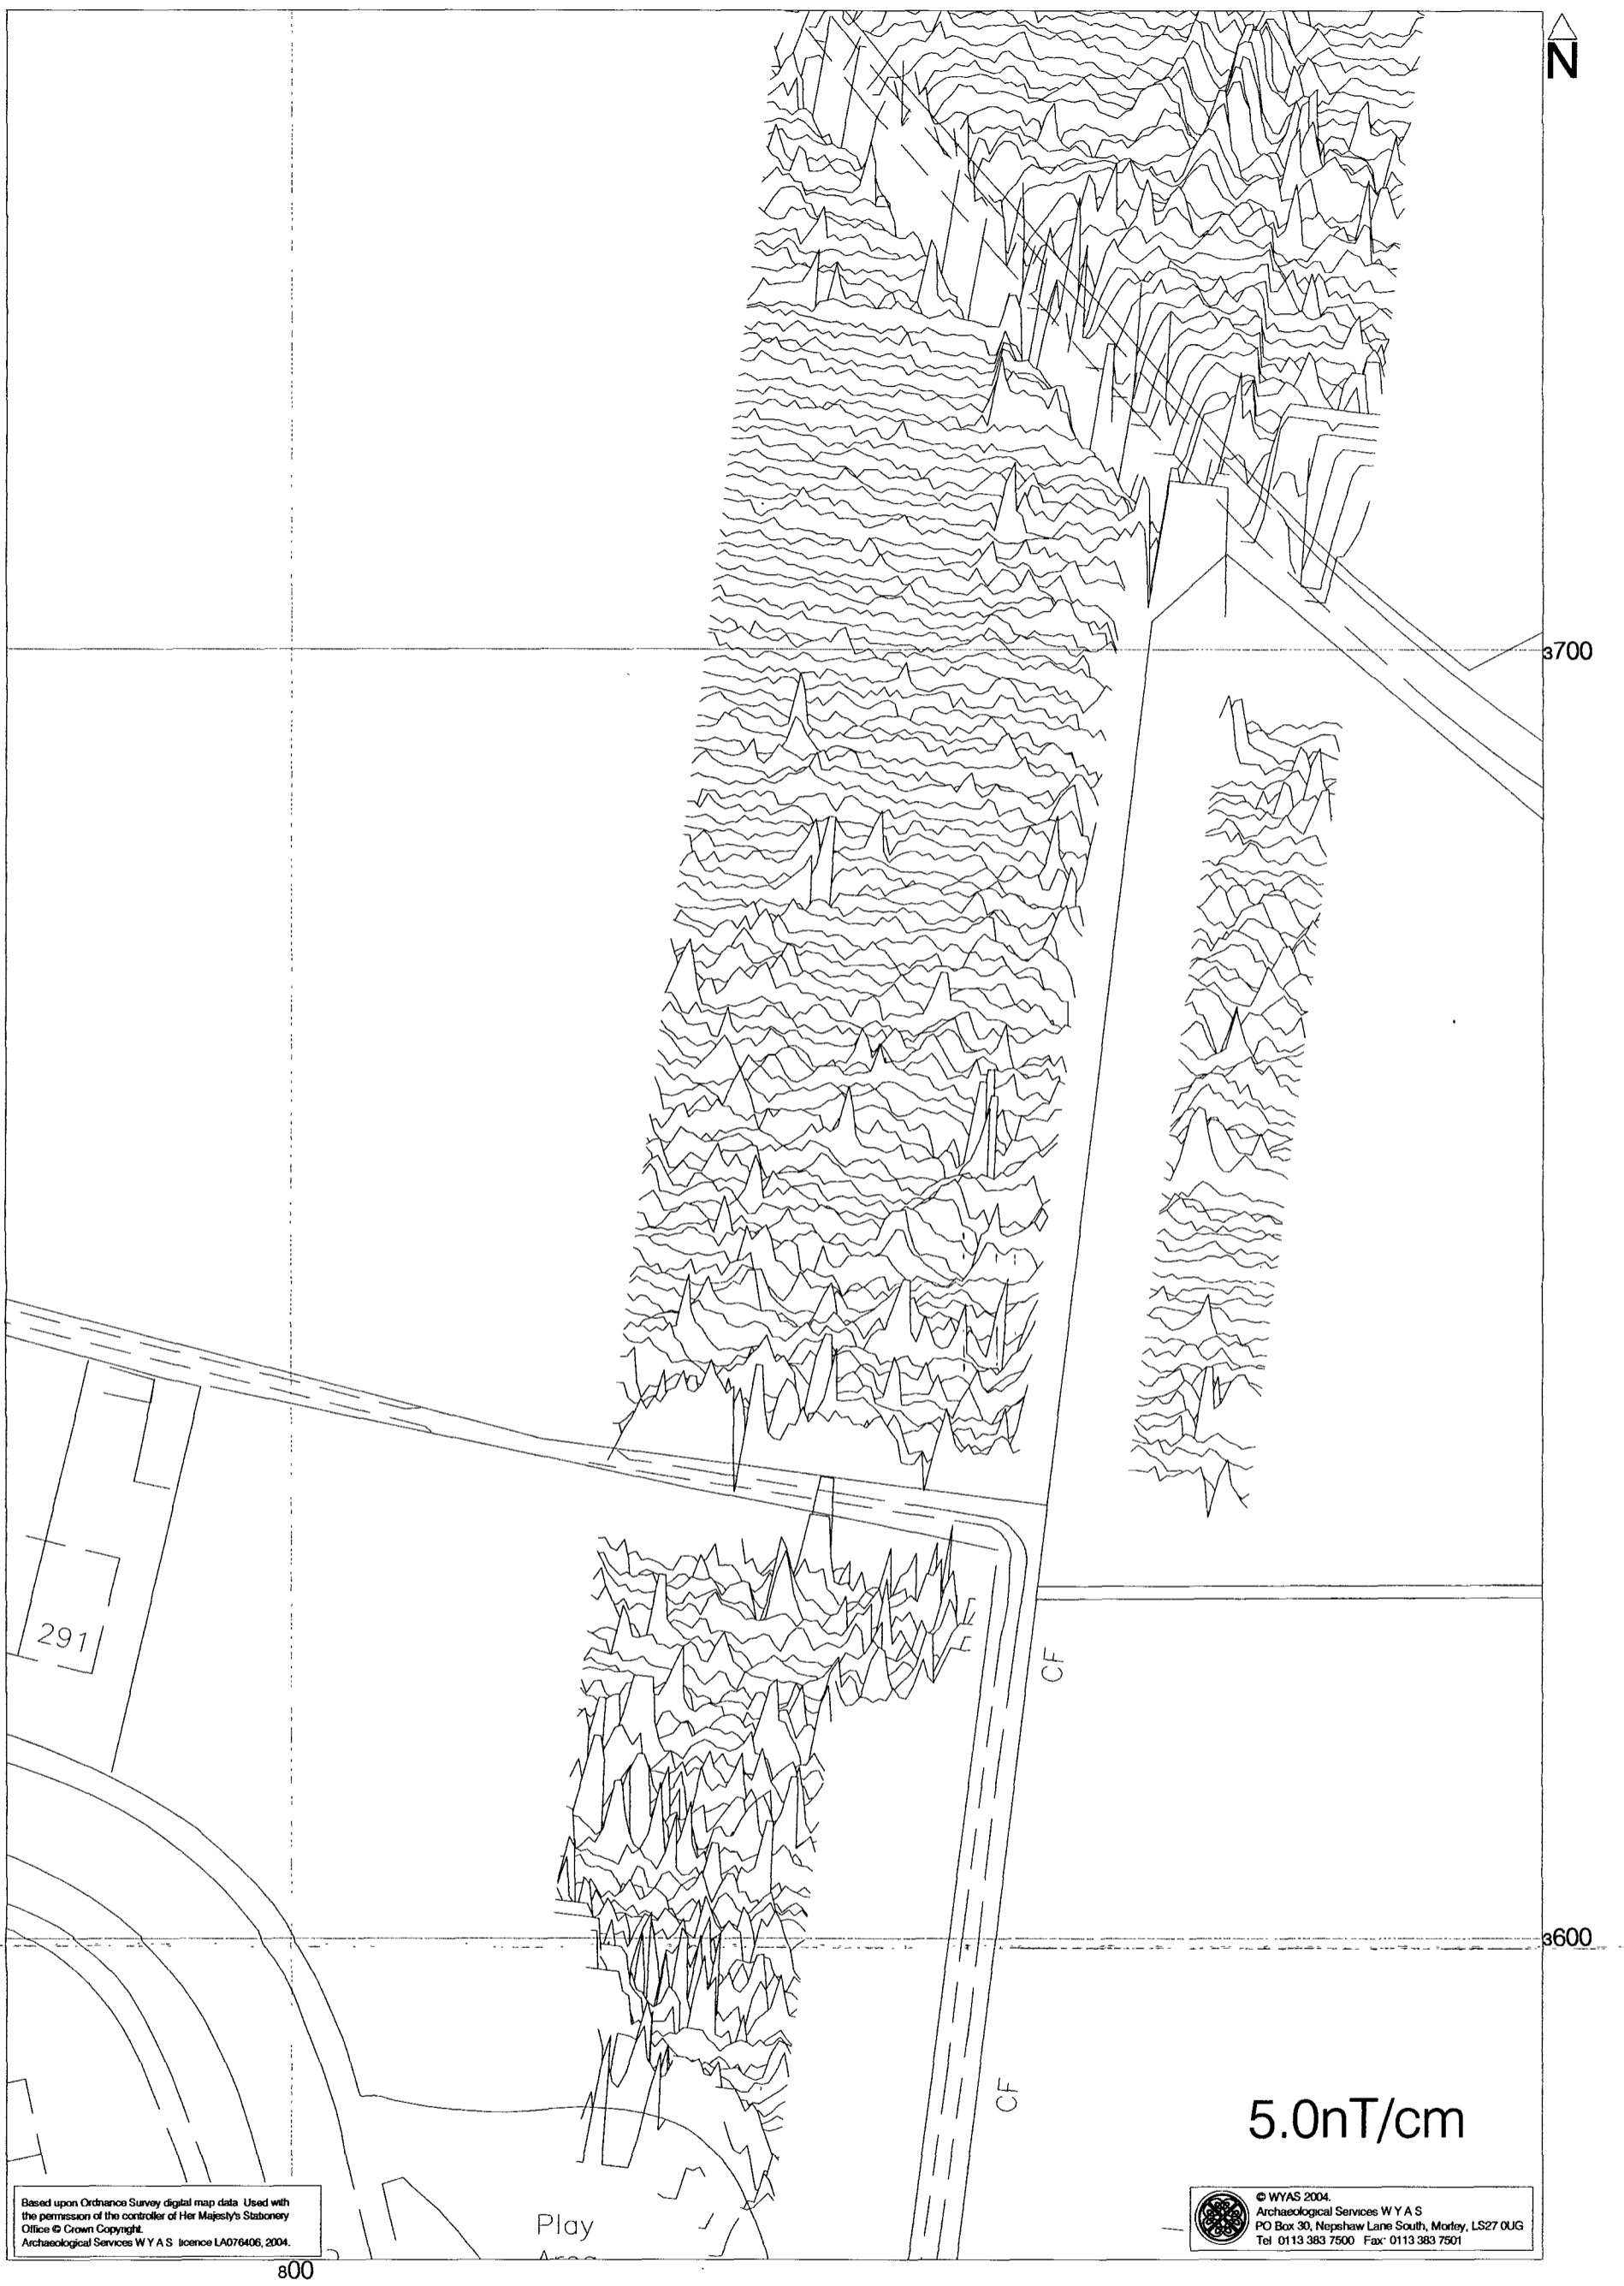 N
3700
291
CF
3600
CF
5.0nT/cm
Based upon Ordnance Survey digital map data Used with
the permission of the controller of Her Majesty's Stationery
Office © Crown Copyright.
Archaeological Services W Y A S licence LA076406, 2004.
Play
Area
© WYAS 2004.
Archaeological Services W Y A S
PO Box 30, Nepshaw Lane South, Morley, LS27 0UG
Tel 0113 383 7500 Fax 0113 383 7501
800